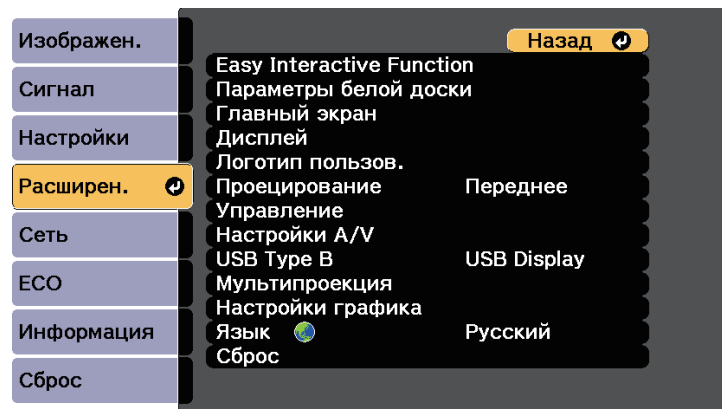 Изображен.
Сигнал
Настройки
Расширен.
Сеть
ECO
Информация
Сброс
Назад
Easy Interactive Function
Параметры белой доски
Главный экран
Дисплей
Логотип пользов.
Проецирование Переднее
Управление
Настройки A/V
USB Type B USB Display
Мультипроекция
Настройки графика
Язык Русский
Сброс